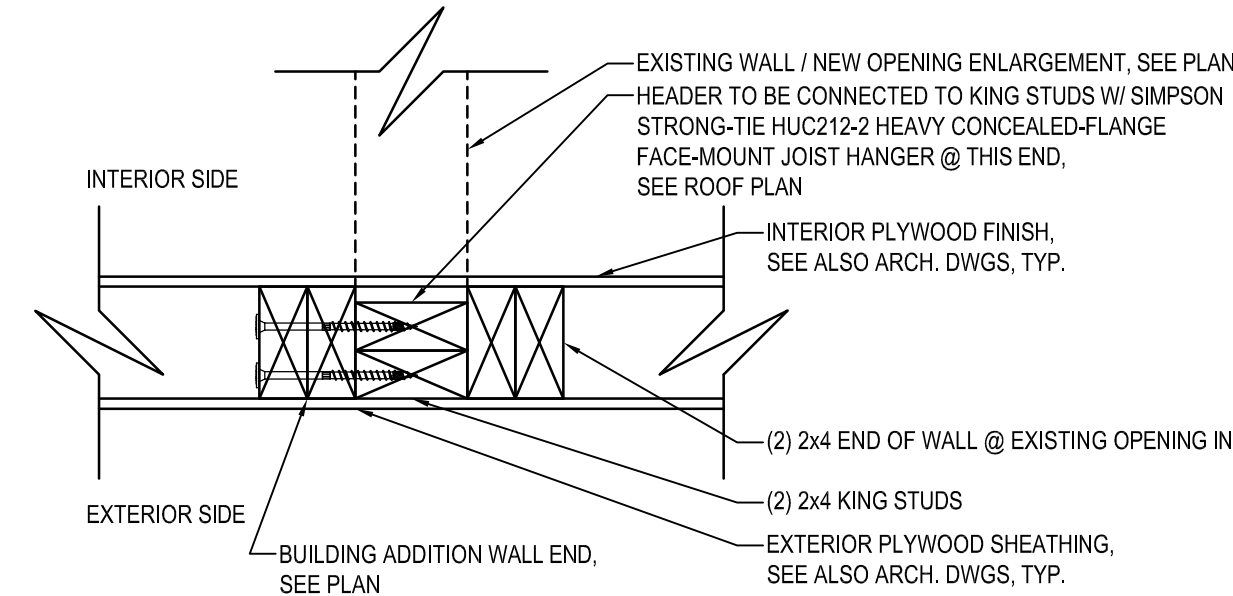 EXISTING WALL / NEW OPENING ENLARGEMENT, SEE PLAN
HEADER TO BE CONNECTED TO KING STUDS W/ SIMPSON
STRONG-TIE HUC212-2 HEAVY CONCEALED-FLANGE
FACE-MOUNT JOIST HANGER @ THIS END,
SEE ROOF PLAN
INTERIOR SIDE
INTERIOR PLYWOOD FINISH,
SEE ALSO ARCH. DWGS, TYP.
(2) 2x4 END OF WALL @ EXISTING OPENING IN
(2) 2x4 KING STUDS
EXTERIOR SIDE
BUILDING ADDITION WALL END,
SEE PLAN
EXTERIOR PLYWOOD SHEATHING,
SEE ALSO ARCH. DWGS, TYP.